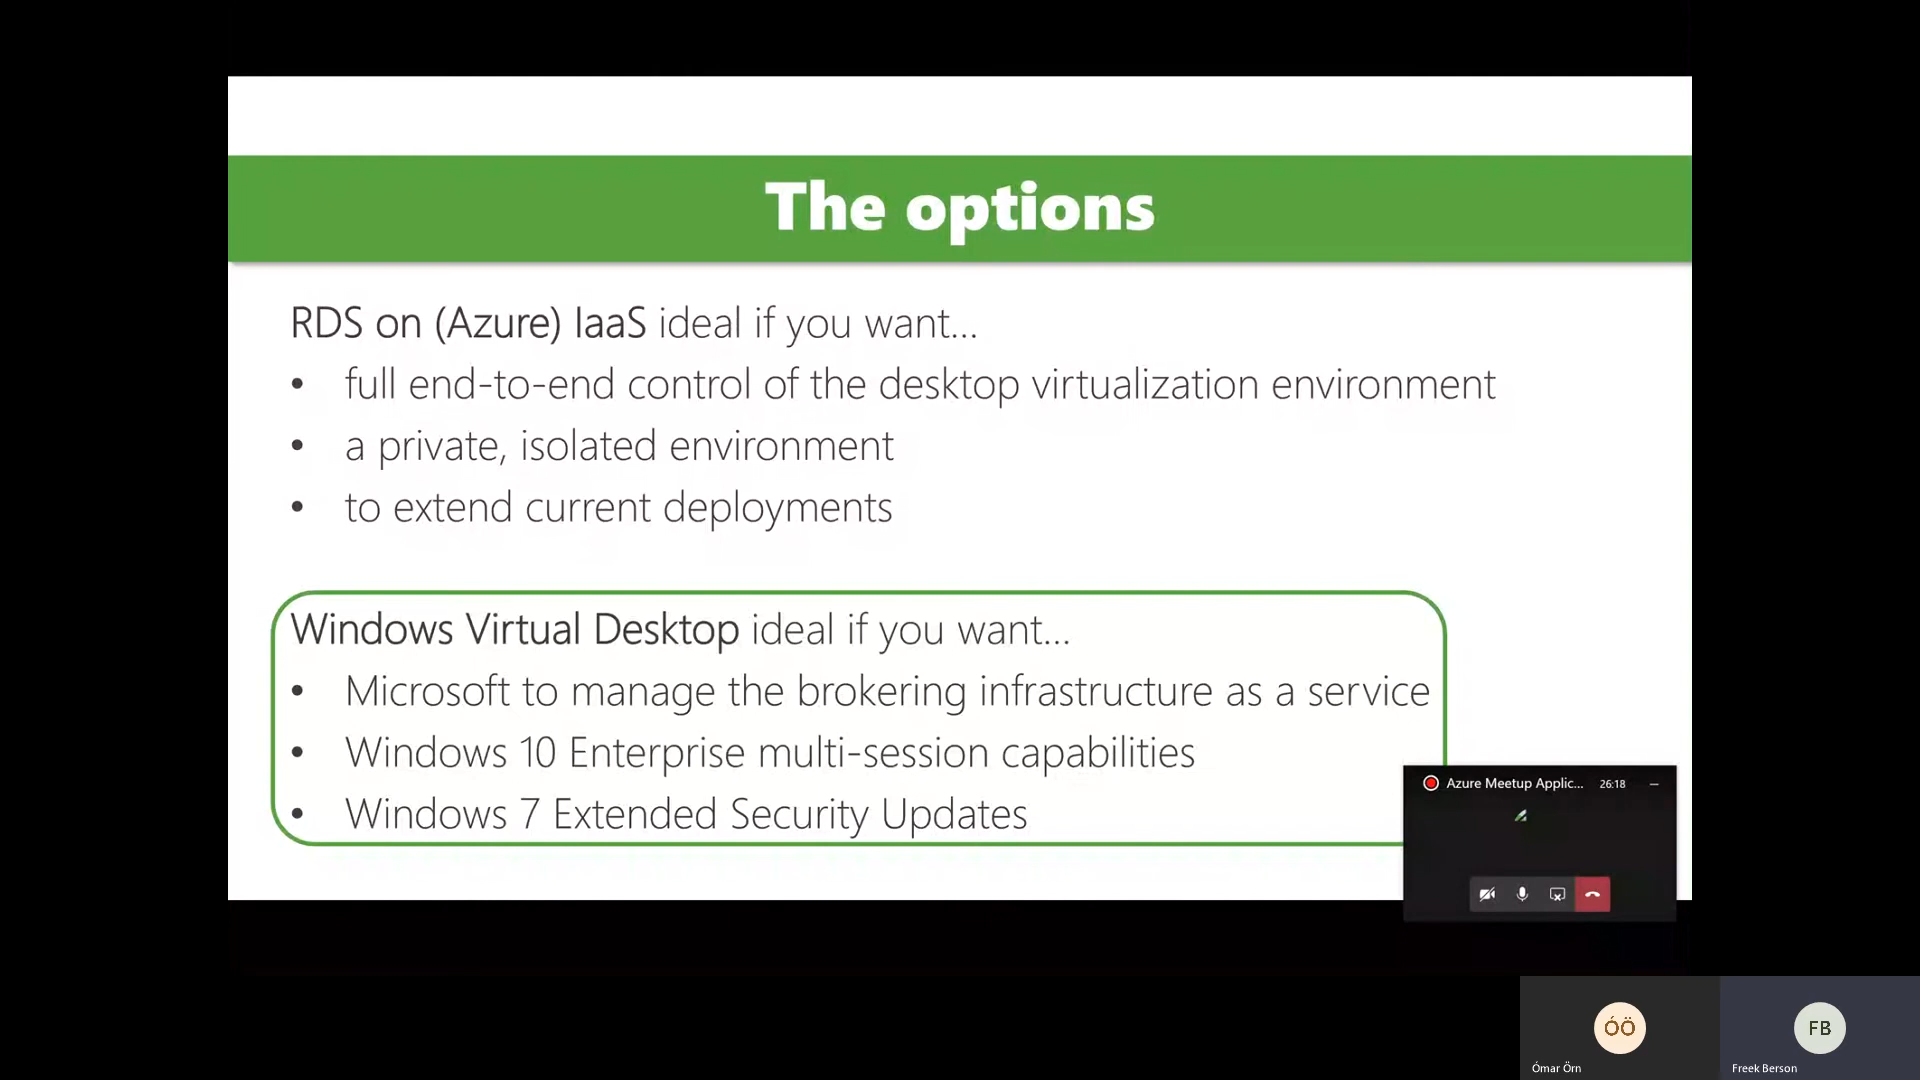 The options
RDS on (Azure) IaaS ideal if you want...
• full end-to-end control of the desktop virtualization environment
• a private, isolated environment
• to extend current deployments
Windows Virtual Desktop ideal if you want...
• Microsoft to manage the brokering infrastructure as a service
• Windows 10 Enterprise multi-session capabilities
• Windows 7 Extended Security Updates
Azure Meetup Applic... 26:18
ÓÖ
FB
Ómar Örn
Freek Berson